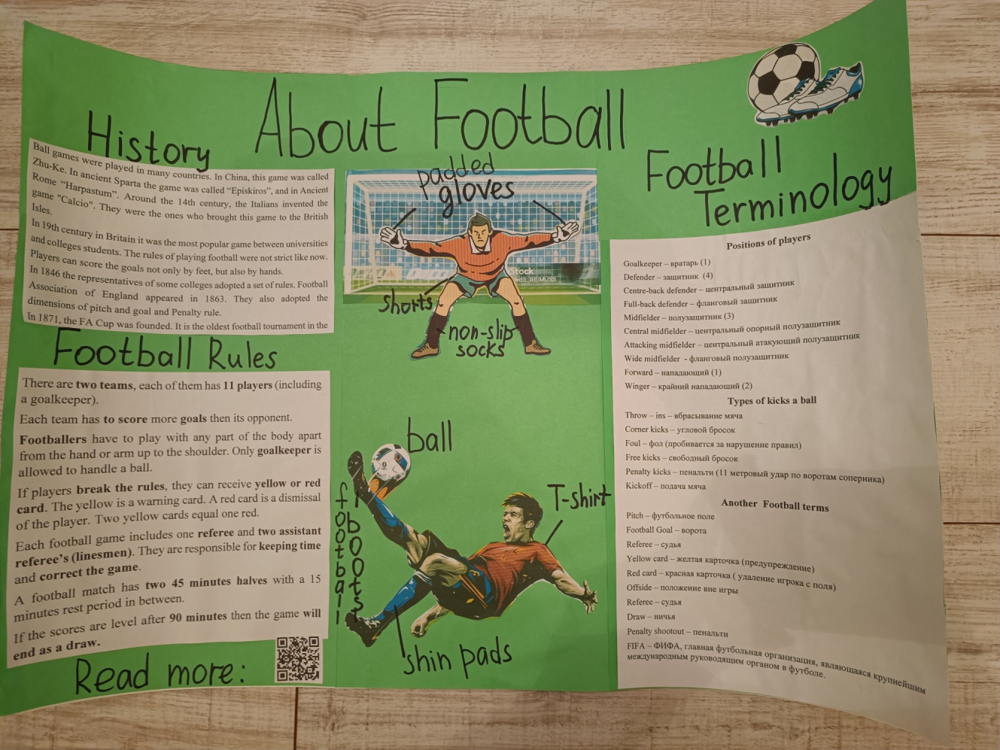 About Football
History
Ball games were played in many countries. In China, this game was called
Zhu-Ke. In ancient Sparta the game was called “Episkiros”, and in Ancient
Rome “Harpastum”. Around the 14th century, the Italians invented the
game "Calcio". They were the ones who brought this game to the British
Isles.
In 19th century in Britain it was the most popular game between universities
and colleges students. The rules of playing football were not strict like now.
Players can score the goals not only by feet, but also by hands.
In 1846 the representatives of some colleges adopted a set of rules. Football
Association of England appeared in 1863. They also adopted the
dimensions of pitch and goal and Penalty rule.
In 1871, the FA Cup was founded. It is the oldest football tournament in the
Football Rules
There are two teams, each of them has 11 players (including
a goalkeeper).
Each team has to score more goals then its opponent.
Footballers have to play with any part of the body apart
from the hand or arm up to the shoulder. Only goalkeeper is
allowed to handle a ball.
If players break the rules, they can receive yellow or red
card. The yellow is a warning card. A red card is a dismissal
of the player. Two yellow cards equal one red.
Each football game includes one referee and two assistant
referee’s (linesmen). They are responsible for keeping time
and correct the game.
A football match has two 45 minutes halves with a 15
minutes rest period in between.
If the scores are level after 90 minutes then the game will
end as a draw.
Read more:
padded
gloves
Stock
REIMUSS
shorts
non-slip
socks
ball
football
boots
T-shirt
shin pads
Football
Terminology
Positions of players
Goalkeeper – вратарь (1)
Defender – защитник (4)
Centre-back defender – центральный защитник
Full-back defender – фланговый защитник
Midfielder – полузащитник (3)
Central midfielder – центральный опорный полузащитник
Attacking midfielder – центральный атакующий полузащитник
Wide midfielder - фланговый полузащитник
Forward – нападающий (1)
Winger – крайний нападающий (2)
Types of kicks a ball
Throw – ins – вбрасывание мяча
Corner kicks – угловой бросок
Foul – фол (пробивается за нарушение правил)
Free kicks – свободный бросок
Penalty kicks – пенальти (11 метровый удар по воротам соперника)
Kickoff – подача мяча
Another Football terms
Pitch – футбольное поле
Football Goal – ворота
Referee – судья
Yellow card – желтая карточка (предупреждение)
Red card – красная карточка ( удаление игрока с поля)
Offside – положение вне игры
Referee – судья
Draw – ничья
Penalty shootout – пенальти
FIFA – ФИФА, главная футбольная организация, являющаяся крупнейшим
международным руководящим органом в футболе.